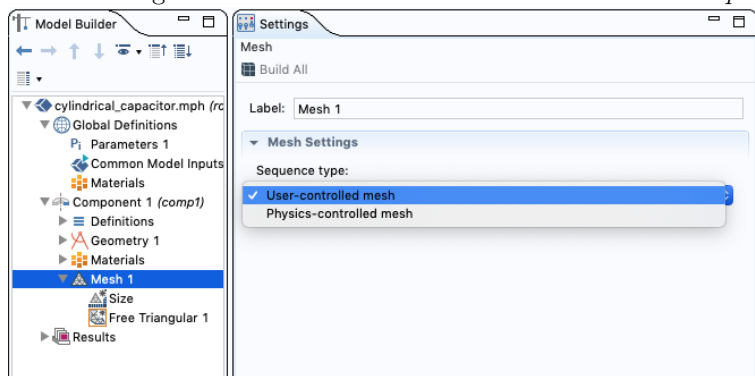 Model Builder
cylindrical_capacitor.mph (ro
Global Definitions
Pi Parameters 1
Common Model Inputs
Materials
Component 1 (comp1)
Definitions
Geometry 1
Materials
Mesh 1
Size
Free Triangular 1
Results
Settings
Mesh
Build All
Label: Mesh 1
Mesh Settings
Sequence type:
✓ User-controlled mesh
Physics-controlled mesh